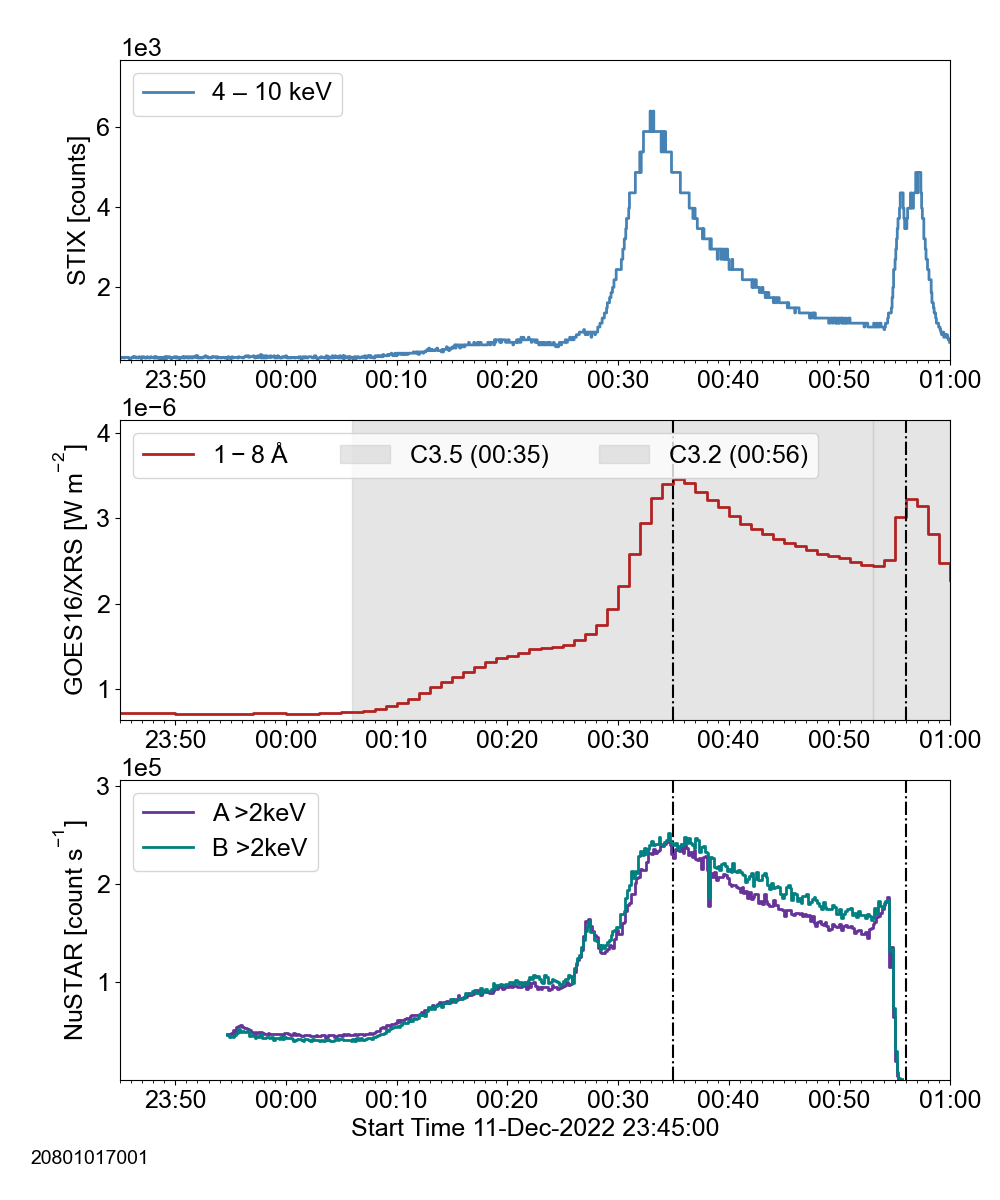 1e3
4 – 10 keV
STIX [counts]
6
4
2
23:50 00:00 00:10 00:20 00:30 00:40 00:50 01:00
1e−6
1 – 8 Å C3.5 (00:35) C3.2 (00:56)
GOES16/XRS [W m⁻²]
4
3
2
1
23:50 00:00 00:10 00:20 00:30 00:40 00:50 01:00
1e5
A >2keV
B >2keV
NuSTAR [count s⁻¹]
3
2
1
23:50 00:00 00:10 00:20 00:30 00:40 00:50 01:00
Start Time 11-Dec-2022 23:45:00
20801017001